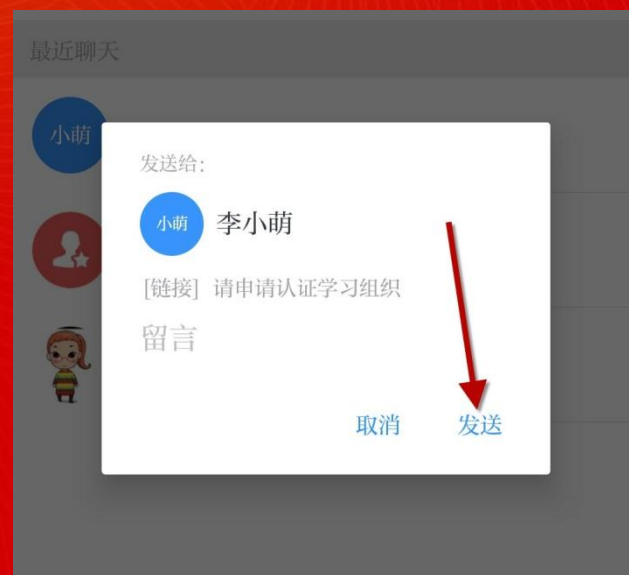 最近聊天
小萌
发送给:
小萌 李小萌
[链接] 请申请认证学习组织
留言
取消 发送